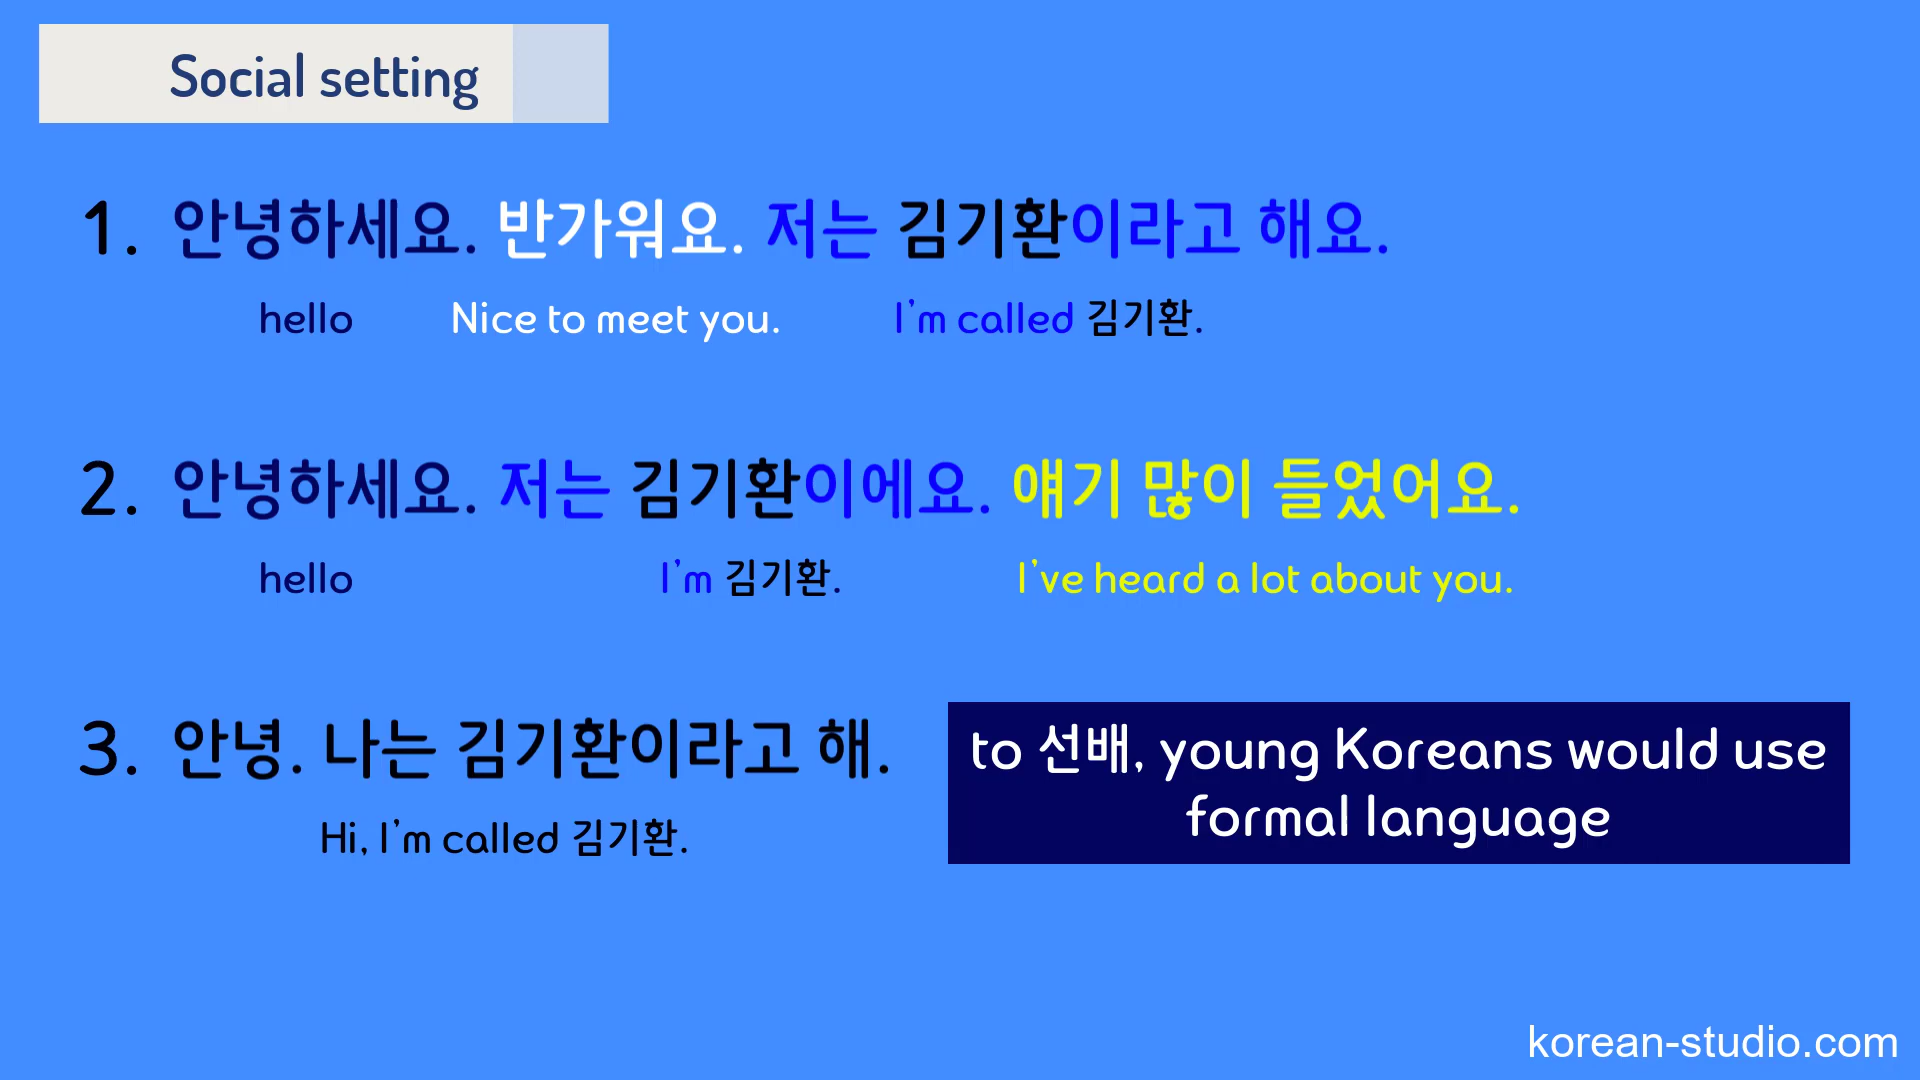 Social setting
1. 안녕하세요. 반가워요. 저는 김기환이라고 해요.
hello Nice to meet you. I'm called 김기환.
2. 안녕하세요. 저는 김기환이에요. 얘기 많이 들었어요.
hello I'm 김기환. I've heard a lot about you.
3. 안녕. 나는 김기환이라고 해.
Hi, I'm called 김기환.
to 선배, young Koreans would use
formal language
korean-studio.com